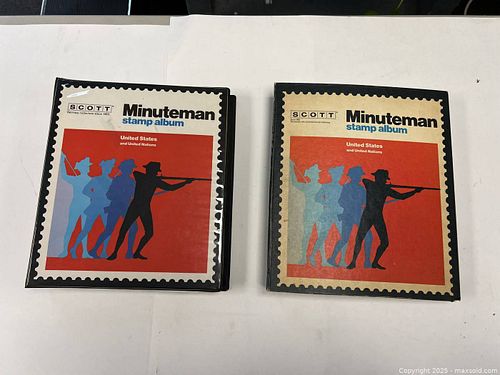 SCOTT
Minuteman
stamp album
United States
and United Nations
SCOTT
Minuteman
stamp album
United States
and United Nations
Copyright 2025 - maxsold.com